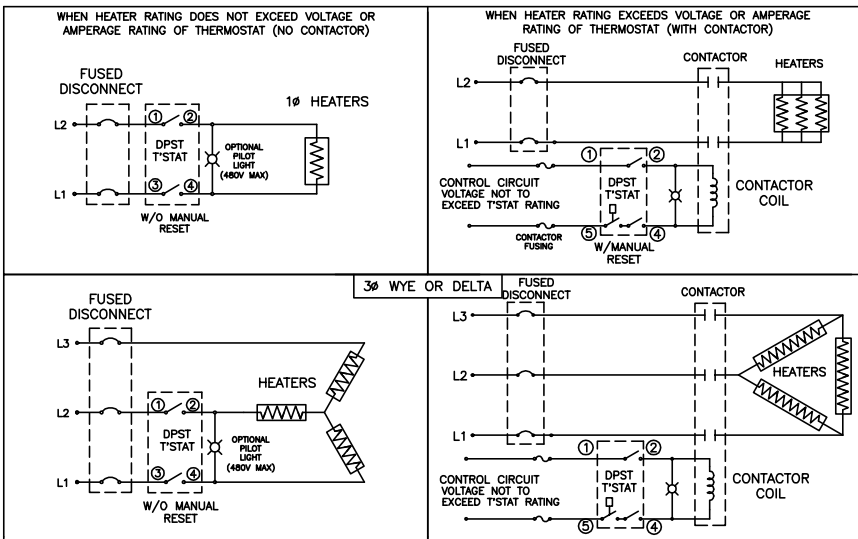 WHEN HEATER RATING DOES NOT EXCEED VOLTAGE OR
AMPERAGE RATING OF THERMOSTAT (NO CONTACTOR)
FUSED
DISCONNECT
1ø HEATERS
L2
1 2
DPST
T'STAT
OPTIONAL
PILOT
LIGHT
(480V MAX)
L1
3 4
W/O MANUAL
RESET
WHEN HEATER RATING EXCEEDS VOLTAGE OR AMPERAGE
RATING OF THERMOSTAT (WITH CONTACTOR)
FUSED
DISCONNECT
CONTACTOR
HEATERS
L2
L1
1 2
CONTROL CIRCUIT
VOLTAGE NOT TO
EXCEED T'STAT RATING
DPST
T'STAT
CONTACTOR
COIL
CONTACTOR
FUSING
5 4
W/MANUAL
RESET
3ø WYE OR DELTA
FUSED
DISCONNECT
L3
HEATERS
L2
1 2
DPST
T'STAT
OPTIONAL
PILOT
LIGHT
(480V MAX)
L1
3 4
W/O MANUAL
RESET
FUSED
DISCONNECT
CONTACTOR
L3
L2
HEATERS
L1
1 2
CONTROL CIRCUIT
VOLTAGE NOT TO
EXCEED T'STAT RATING
DPST
T'STAT
CONTACTOR
COIL
5 4